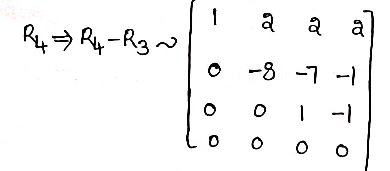 1 2 2 2
R₄ ⇒ R₄ - R₃ ~
0 -8 -7 -1
0 0 1 -1
0 0 0 0